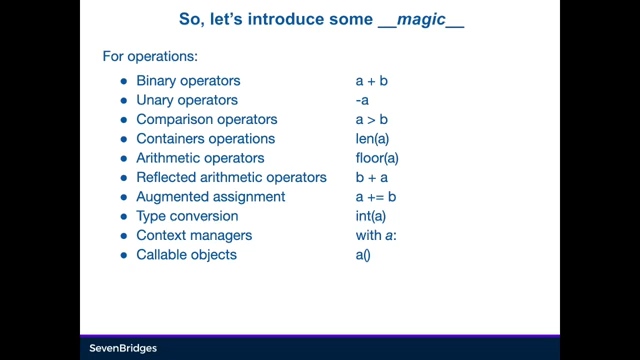 So, let's introduce some __magic__
For operations:
● Binary operators a + b
● Unary operators -a
● Comparison operators a > b
● Containers operations len(a)
● Arithmetic operators floor(a)
● Reflected arithmetic operators b + a
● Augmented assignment a += b
● Type conversion int(a)
● Context managers with a:
● Callable objects a()
SevenBridges